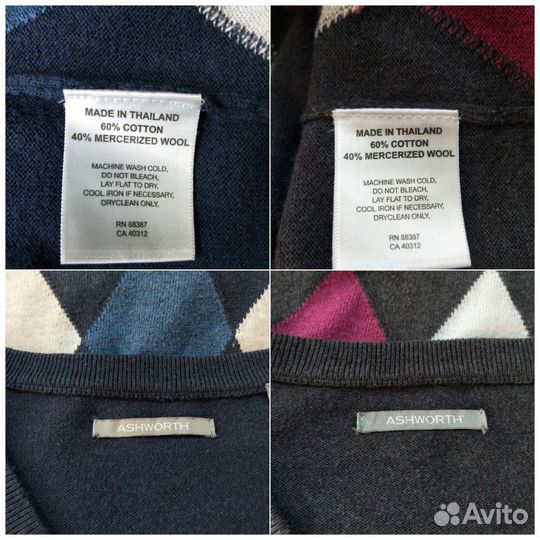 MADE IN THAILAND
60% COTTON
40% MERCERIZED WOOL
MACHINE WASH COLD,
DO NOT BLEACH,
LAY FLAT TO DRY,
COOL IRON IF NECESSARY,
DRYCLEAN ONLY.
RN 88387
CA 40312
MADE IN THAILAND
60% COTTON
40% MERCERIZED WOOL
MACHINE WASH COLD,
DO NOT BLEACH,
LAY FLAT TO DRY,
COOL IRON IF NECESSARY,
DRYCLEAN ONLY.
RN 88387
CA 40312
ASHWORTH
ASHWORTH
Avito